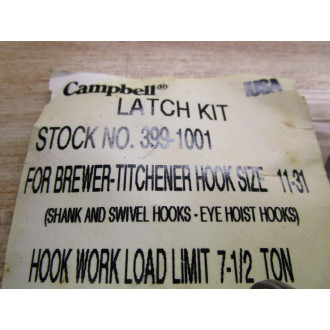 Campbell® USA
LATCH KIT
STOCK NO. 399-1001
FOR BREWER-TITCHENER HOOK SIZE 11-31
(SHANK AND SWIVEL HOOKS - EYE HOIST HOOKS)
HOOK WORK LOAD LIMIT 7-1/2 TON